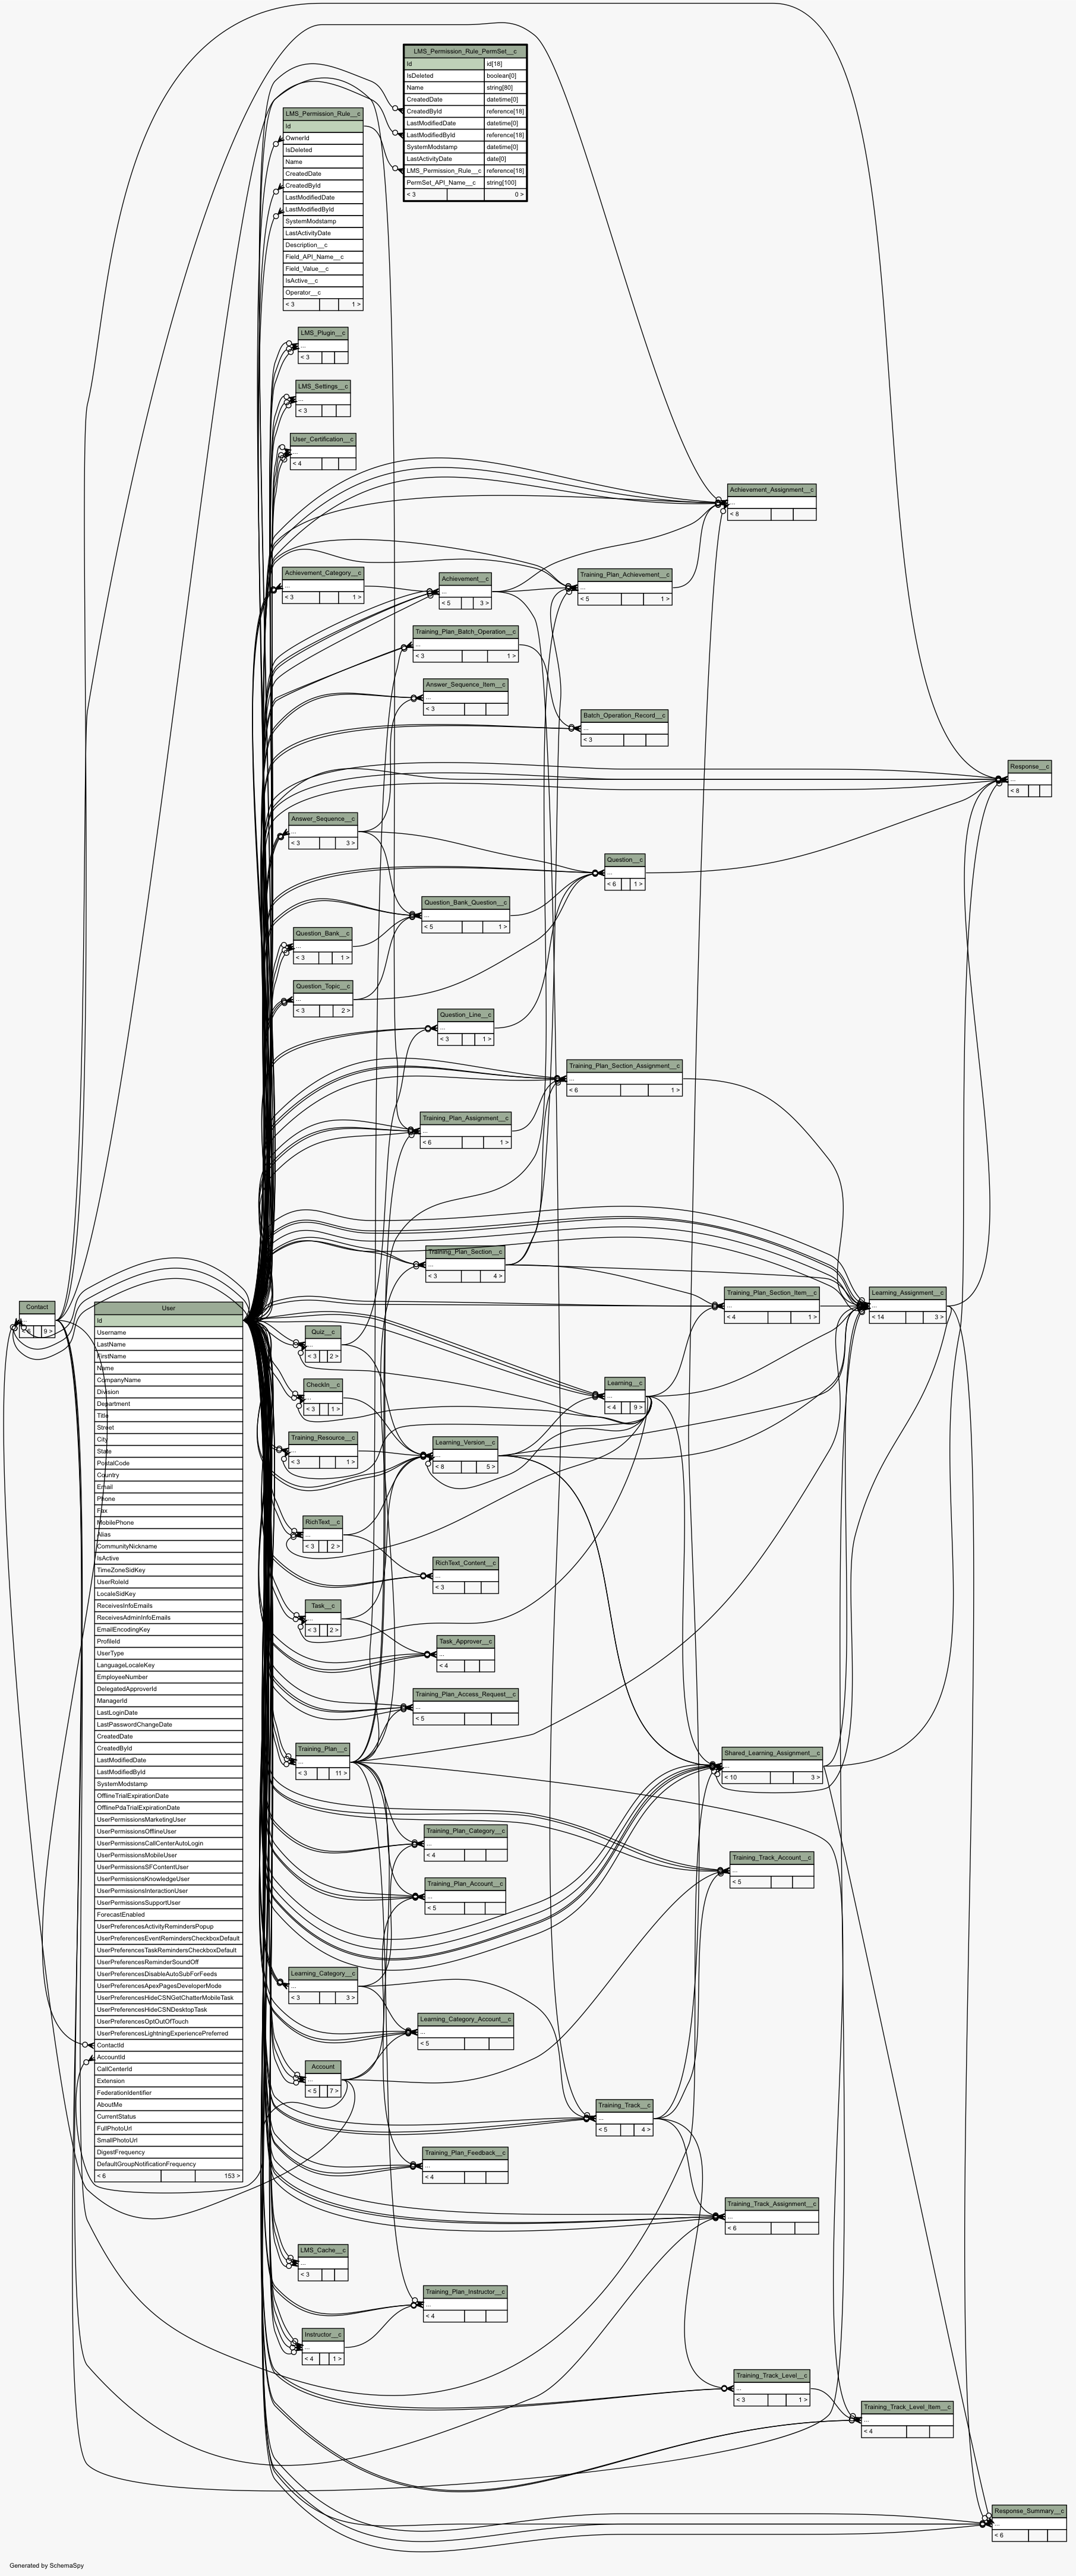 LMS_Permission_Rule_PermSet__c
Id id[18]
IsDeleted boolean[0]
Name string[80]
CreatedDate datetime[0]
CreatedById reference[18]
LastModifiedDate datetime[0]
LastModifiedById reference[18]
SystemModstamp datetime[0]
LastActivityDate date[0]
LMS_Permission_Rule__c reference[18]
PermSet_API_Name__c string[100]
< 3 0 >
LMS_Permission_Rule__c
Id
OwnerId
IsDeleted
Name
CreatedDate
CreatedById
LastModifiedDate
LastModifiedById
SystemModstamp
LastActivityDate
Description__c
Field_API_Name__c
Field_Value__c
IsActive__c
Operator__c
< 3 1 >
LMS_Plugin__c
...
< 3
LMS_Settings__c
...
< 3
User_Certification__c
...
< 4
Achievement_Assignment__c
...
< 8
Achievement_Category__c
...
< 3 1 >
Achievement__c
...
< 5 3 >
Training_Plan_Achievement__c
...
< 5 1 >
Training_Plan_Batch_Operation__c
...
< 3 1 >
Answer_Sequence_Item__c
...
< 3
Batch_Operation_Record__c
...
< 3
Response__c
...
< 8
Answer_Sequence__c
...
< 3 3 >
Question__c
...
< 6 1 >
Question_Bank_Question__c
...
< 5 1 >
Question_Bank__c
...
< 3 1 >
Question_Topic__c
...
< 3 2 >
Question_Line__c
...
< 3 1 >
Training_Plan_Section_Assignment__c
...
< 6 1 >
Training_Plan_Assignment__c
...
< 6 1 >
Training_Plan_Section__c
...
< 3 4 >
Training_Plan_Section_Item__c
...
< 4 1 >
Learning_Assignment__c
...
< 14 3 >
Contact
9 >
User
Id
Username
LastName
FirstName
Name
CompanyName
Division
Department
Title
Street
City
State
PostalCode
Country
Email
Phone
Fax
MobilePhone
Alias
CommunityNickname
IsActive
TimeZoneSidKey
UserRoleId
LocaleSidKey
ReceivesInfoEmails
ReceivesAdminInfoEmails
EmailEncodingKey
ProfileId
UserType
LanguageLocaleKey
EmployeeNumber
DelegatedApproverId
ManagerId
LastLoginDate
LastPasswordChangeDate
CreatedDate
CreatedById
LastModifiedDate
LastModifiedById
SystemModstamp
OfflineTrialExpirationDate
OfflinePdaTrialExpirationDate
UserPermissionsMarketingUser
UserPermissionsOfflineUser
UserPermissionsCallCenterAutoLogin
UserPermissionsMobileUser
UserPermissionsSFContentUser
UserPermissionsKnowledgeUser
UserPermissionsInteractionUser
UserPermissionsSupportUser
ForecastEnabled
UserPreferencesActivityRemindersPopup
UserPreferencesEventRemindersCheckboxDefault
UserPreferencesTaskRemindersCheckboxDefault
UserPreferencesReminderSoundOff
UserPreferencesDisableAutoSubForFeeds
UserPreferencesApexPagesDeveloperMode
UserPreferencesHideCSNGetChatterMobileTask
UserPreferencesHideCSNDesktopTask
UserPreferencesOptOutOfTouch
UserPreferencesLightningExperiencePreferred
ContactId
AccountId
CallCenterId
Extension
FederationIdentifier
AboutMe
CurrentStatus
FullPhotoUrl
SmallPhotoUrl
DigestFrequency
DefaultGroupNotificationFrequency
< 6 153 >
Quiz__c
...
< 3 2 >
CheckIn__c
...
< 3 1 >
Learning__c
...
< 4 9 >
Training_Resource__c
...
< 3 1 >
Learning_Version__c
...
< 8 5 >
RichText__c
...
< 3 2 >
RichText_Content__c
...
< 3
Task__c
...
< 3 2 >
Task_Approver__c
...
< 4
Training_Plan_Access_Request__c
...
< 5
Training_Plan__c
...
< 3 11 >
Shared_Learning_Assignment__c
...
< 10 3 >
Training_Plan_Category__c
...
< 4
Training_Track_Account__c
...
< 5
Training_Plan_Account__c
...
< 5
Learning_Category__c
...
< 3 3 >
Learning_Category_Account__c
...
< 5
Account
...
< 5 7 >
Training_Track__c
...
< 5 4 >
Training_Plan_Feedback__c
...
< 4
Training_Track_Assignment__c
...
< 6
LMS_Cache__c
...
< 3
Training_Plan_Instructor__c
...
< 4
Instructor__c
...
< 4 1 >
Training_Track_Level__c
...
< 3 1 >
Training_Track_Level_Item__c
...
< 4
Response_Summary__c
...
< 6
Generated by SchemaSpy